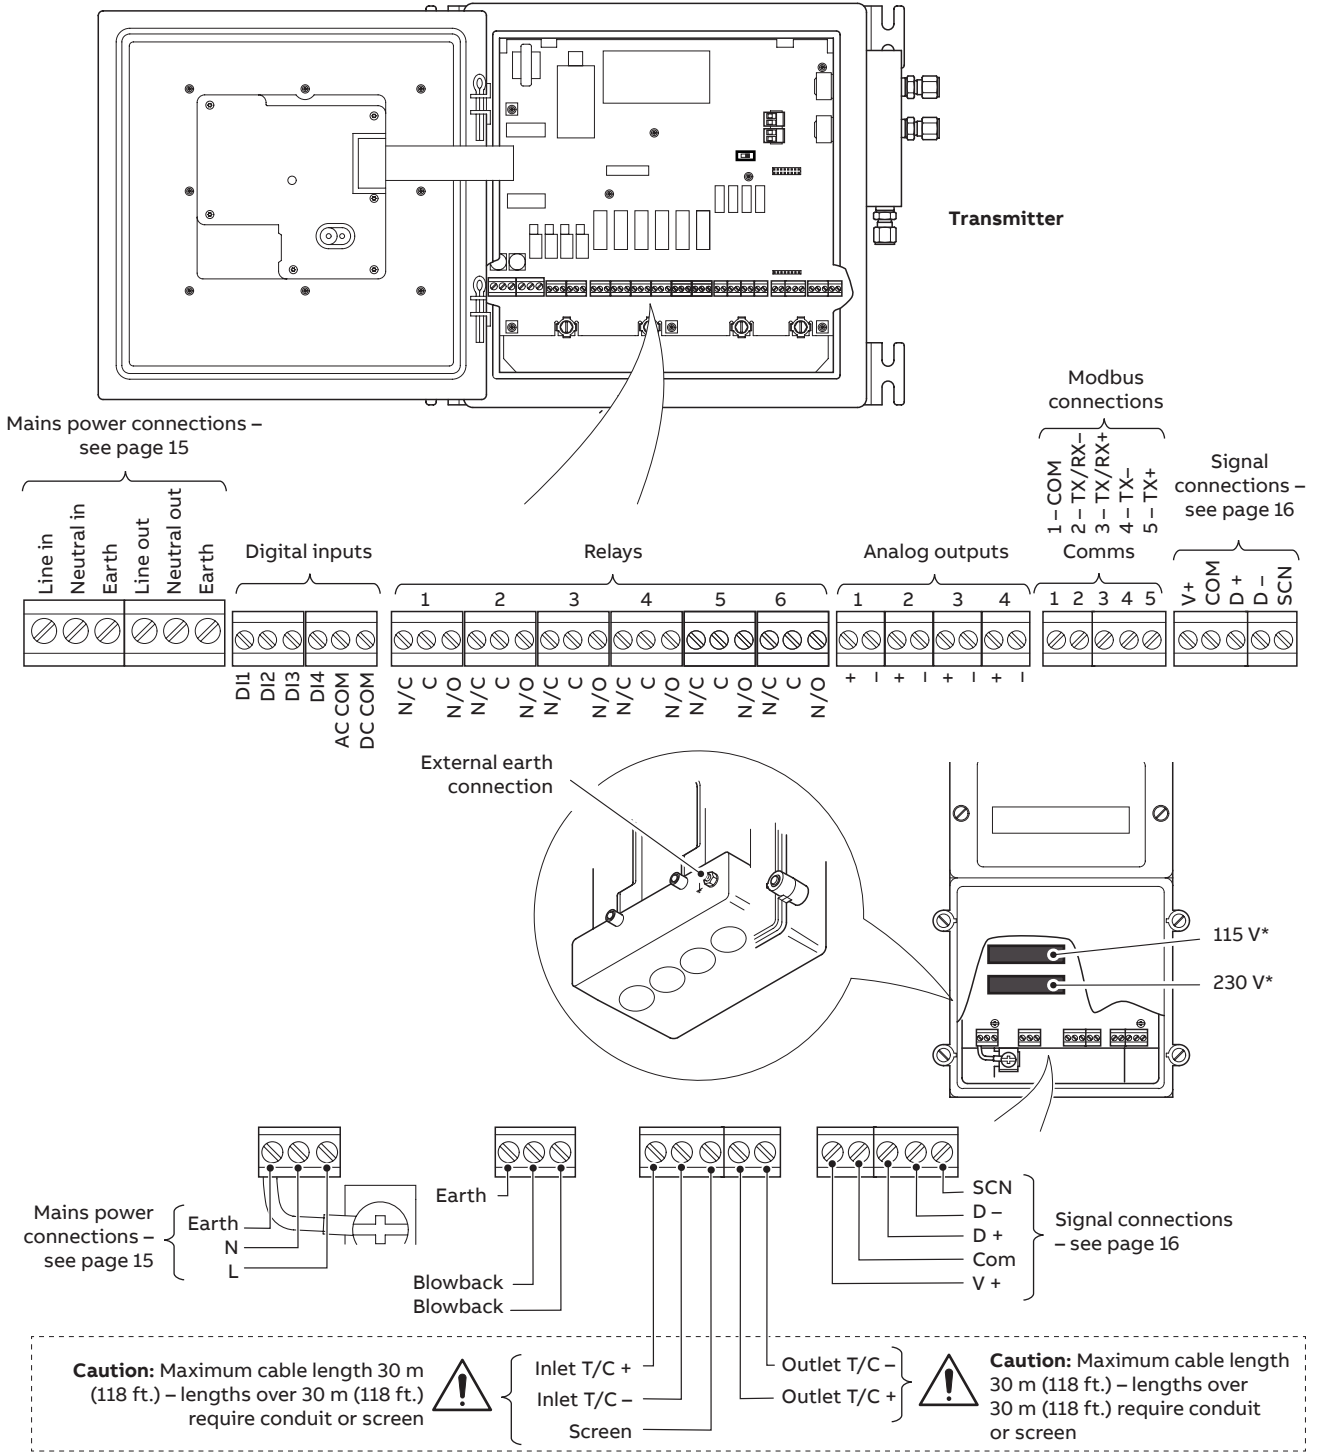 Transmitter
Mains power connections –
see page 15
Modbus
connections
1 – COM
2 – TX/RX–
3 – TX/RX+
4 – TX–
5 – TX+
Signal
connections –
see page 16
Line in
Neutral in
Earth
Line out
Neutral out
Earth
Digital inputs
Relays
Analog outputs
Comms
1 2 3 4 5 6
1 2 3 4
1 2 3 4 5
V+
COM
D +
D –
SCN
DI1
DI2
DI3
DI4
AC COM
DC COM
N/C C N/O N/C C N/O N/C C N/O N/C C N/O N/C C N/O N/C C N/O
+ – + – + – + –
External earth
connection
115 V*
230 V*
Mains power
connections –
see page 15
Earth
N
L
Earth
Blowback
Blowback
SCN
D –
D +
Com
V +
Signal connections
– see page 16
Caution: Maximum cable length 30 m
(118 ft.) – lengths over 30 m (118 ft.)
require conduit or screen
Inlet T/C +
Inlet T/C –
Screen
Outlet T/C –
Outlet T/C +
Caution: Maximum cable length
30 m (118 ft.) – lengths over
30 m (118 ft.) require conduit
or screen